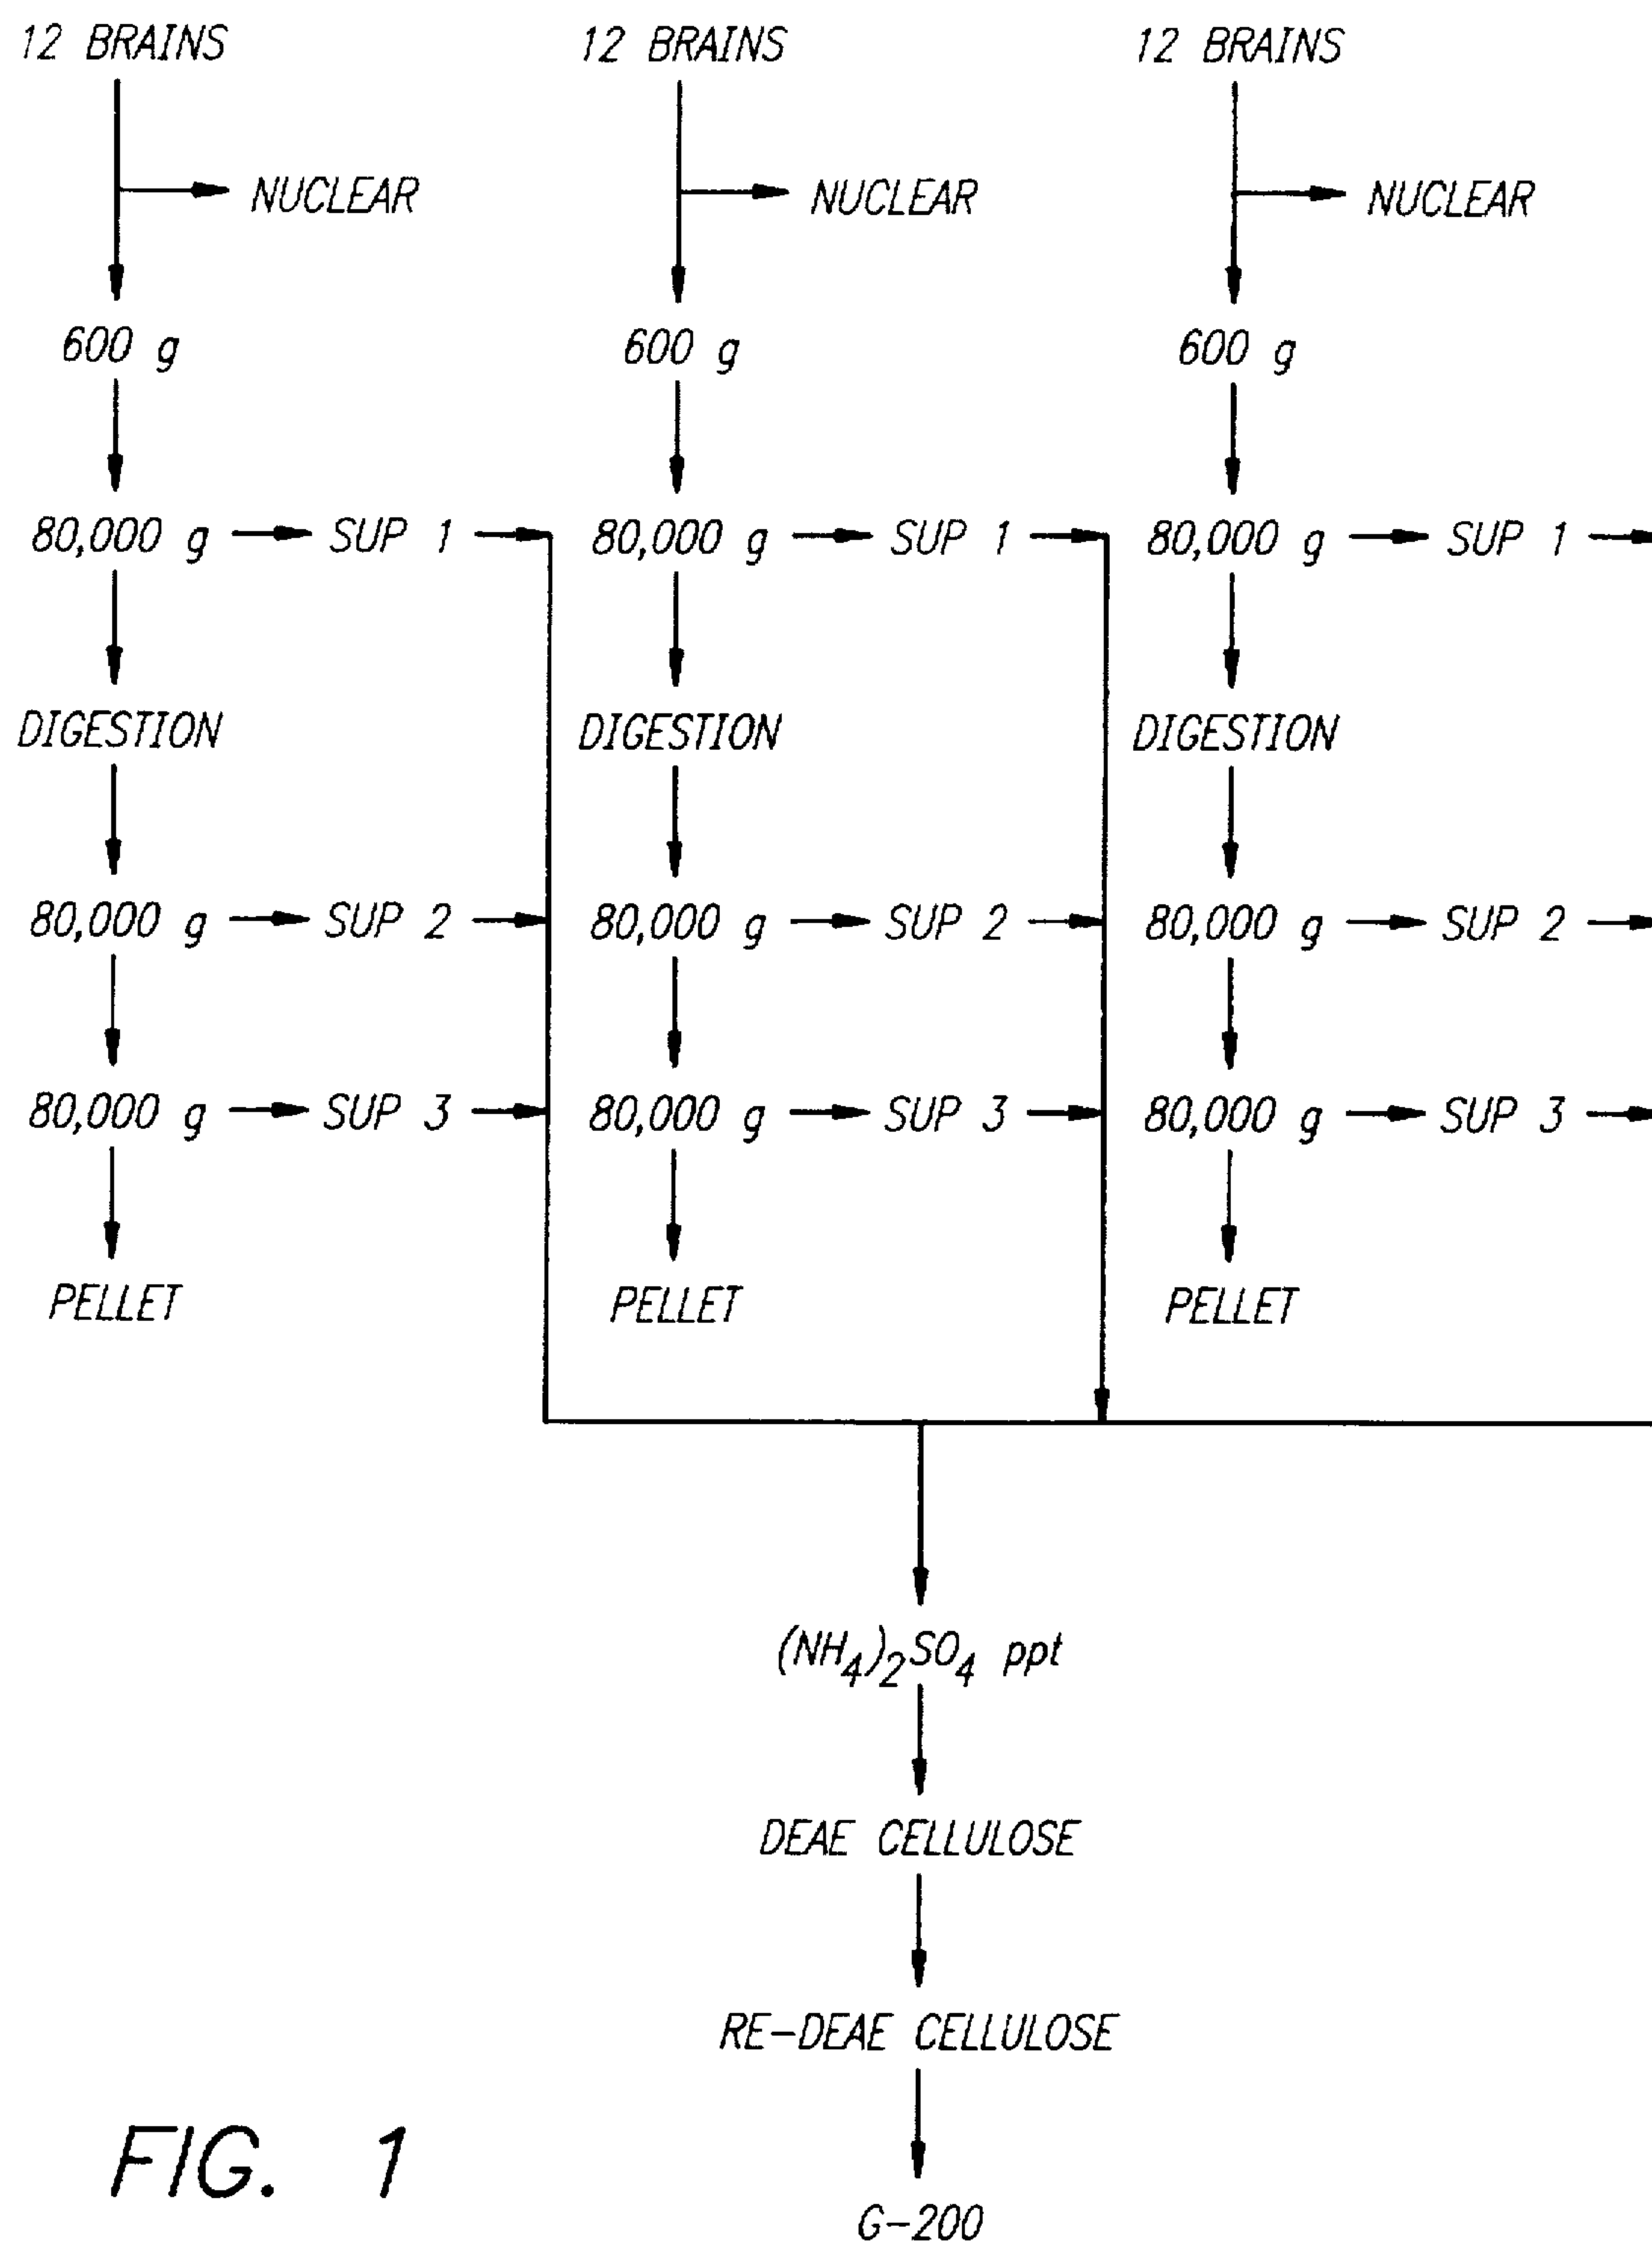 12 BRAINS 12 BRAINS 12 BRAINS
NUCLEAR NUCLEAR NUCLEAR
600 g 600 g 600 g
80,000 g SUP 1 80,000 g SUP 1 80,000 g SUP 1
DIGESTION DIGESTION DIGESTION
80,000 g SUP 2 80,000 g SUP 2 80,000 g SUP 2
80,000 g SUP 3 80,000 g SUP 3 80,000 g SUP 3
PELLET PELLET PELLET
(NH₄)₂SO₄ ppt
DEAE CELLULOSE
RE-DEAE CELLULOSE
FIG. 1
G-200